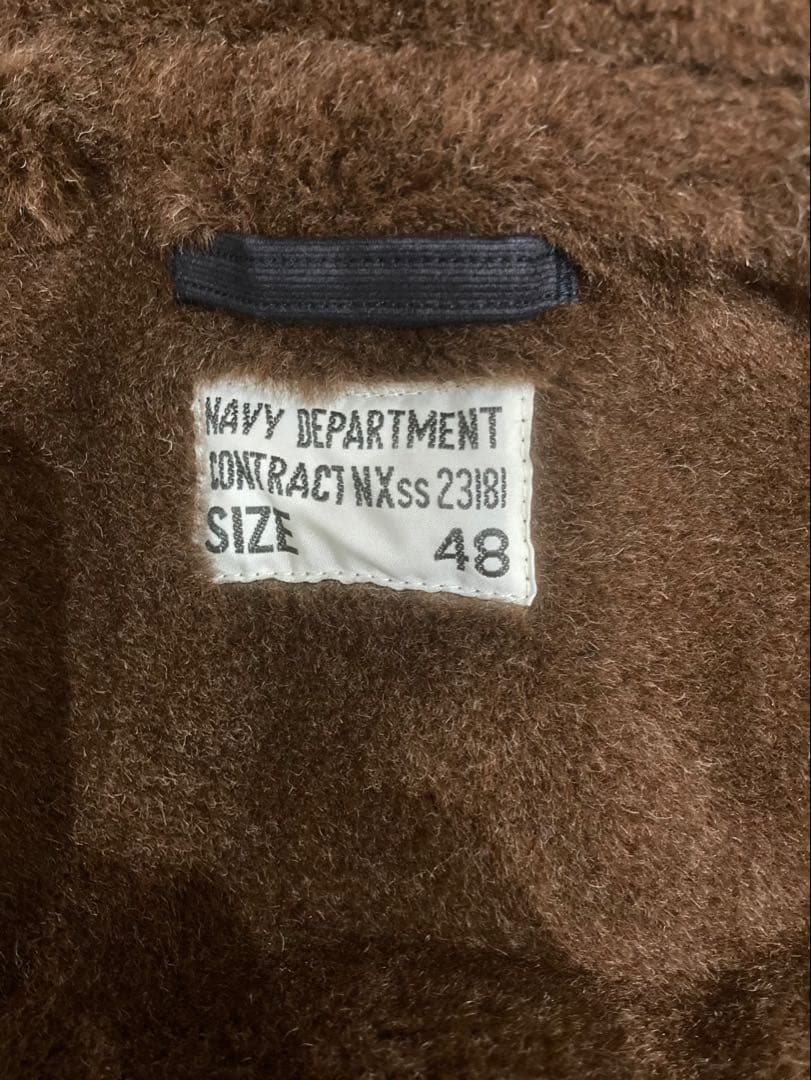 NAVY DEPARTMENT
CONTRACT NXss 23181
SIZE 48